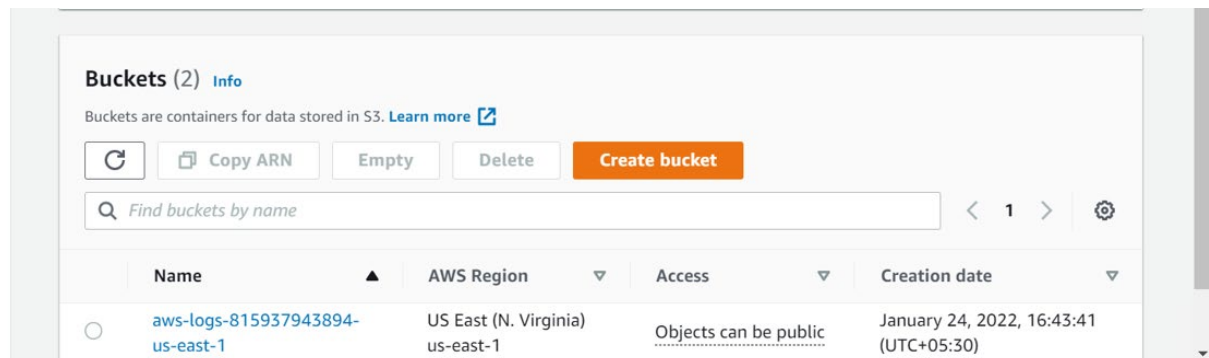 Buckets (2) Info
Buckets are containers for data stored in S3. Learn more
Copy ARN Empty Delete Create bucket
Find buckets by name 1
Name AWS Region Access Creation date
aws-logs-815937943894- US East (N. Virginia) Objects can be public January 24, 2022, 16:43:41
us-east-1 us-east-1 (UTC+05:30)